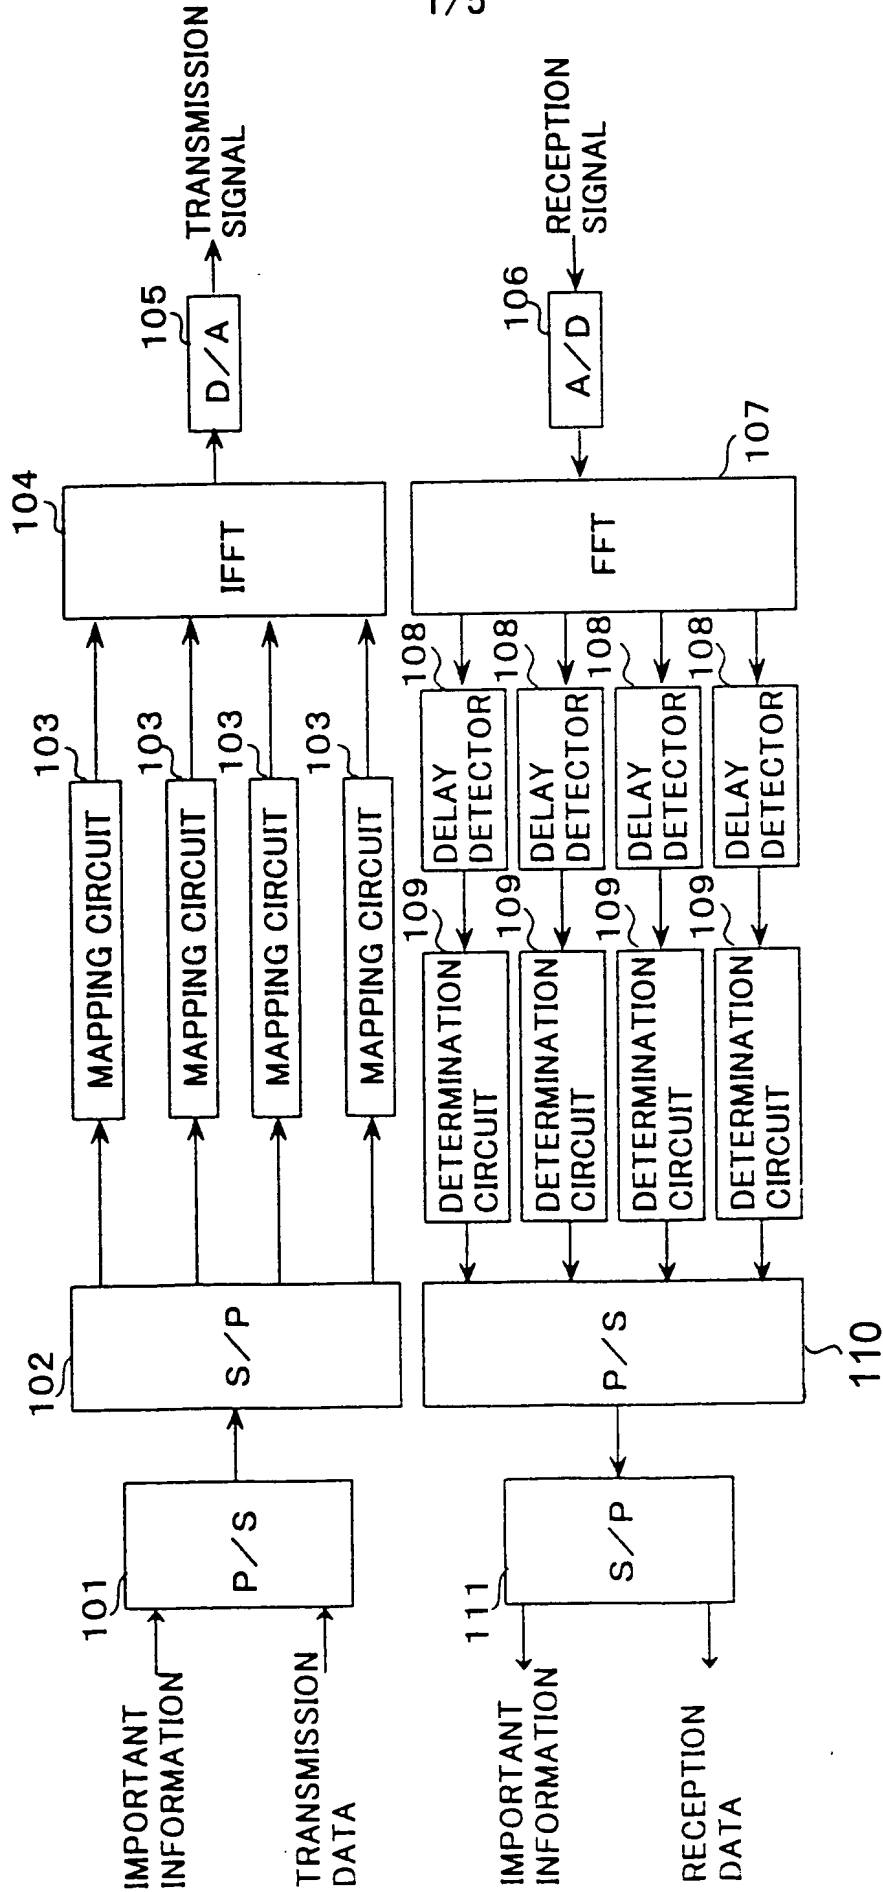 1/5
IMPORTANT
INFORMATION
TRANSMISSION
DATA
101
P/S
102
S/P
103
MAPPING CIRCUIT
103
MAPPING CIRCUIT
103
MAPPING CIRCUIT
103
MAPPING CIRCUIT
104
IFFT
105
D/A
TRANSMISSION
SIGNAL
RECEPTION
SIGNAL
106
A/D
107
FFT
108
DELAY
DETECTOR
108
DELAY
DETECTOR
108
DELAY
DETECTOR
108
DELAY
DETECTOR
109
DETERMINATION
CIRCUIT
109
DETERMINATION
CIRCUIT
109
DETERMINATION
CIRCUIT
109
DETERMINATION
CIRCUIT
110
P/S
111
S/P
IMPORTANT
INFORMATION
RECEPTION
DATA